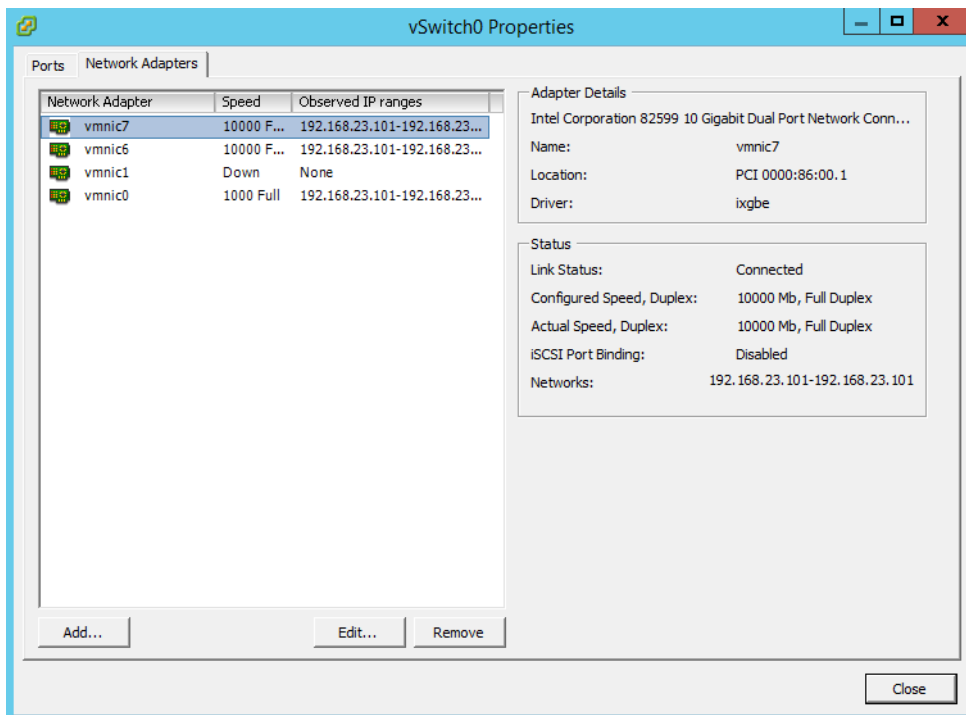 vSwitch0 Properties
Ports Network Adapters
Network Adapter Speed Observed IP ranges
vmnic7 10000 F... 192.168.23.101-192.168.23...
vmnic6 10000 F... 192.168.23.101-192.168.23...
vmnic1 Down None
vmnic0 1000 Full 192.168.23.101-192.168.23...
Add... Edit... Remove
Adapter Details
Intel Corporation 82599 10 Gigabit Dual Port Network Conn...
Name: vmnic7
Location: PCI 0000:86:00.1
Driver: ixgbe
Status
Link Status: Connected
Configured Speed, Duplex: 10000 Mb, Full Duplex
Actual Speed, Duplex: 10000 Mb, Full Duplex
iSCSI Port Binding: Disabled
Networks: 192.168.23.101-192.168.23.101
Close